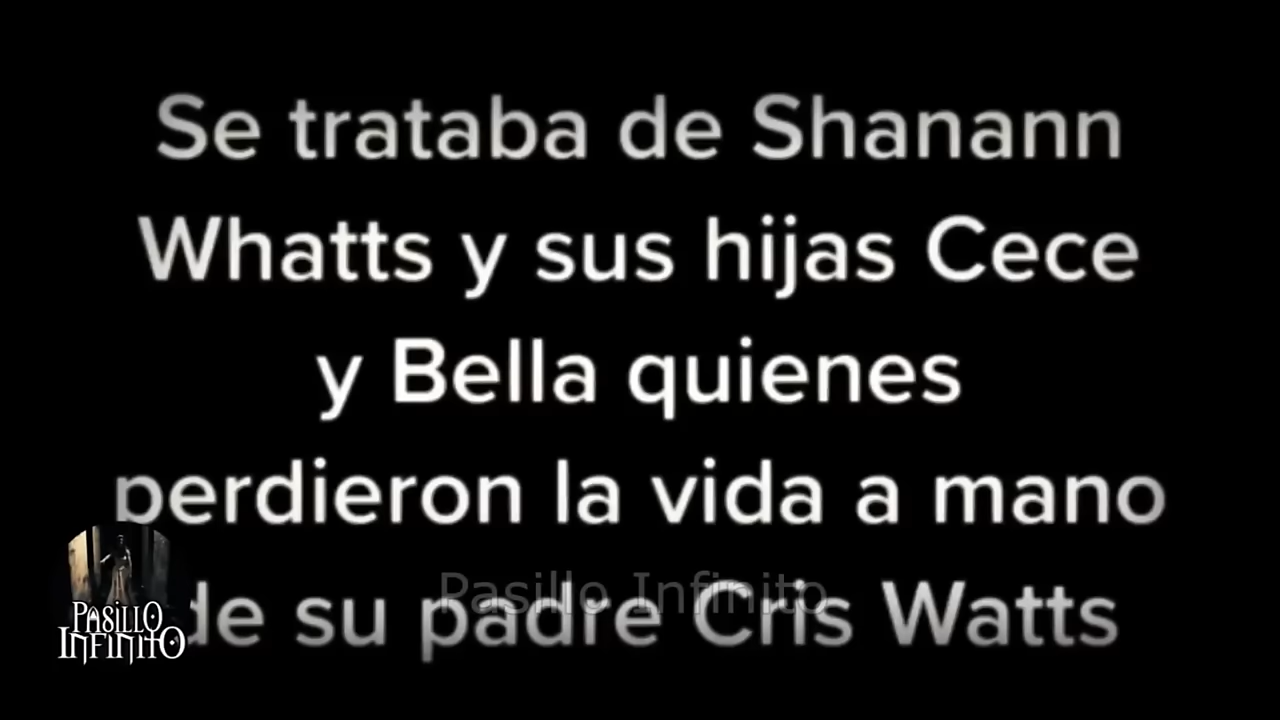 Se trataba de Shanann
Whatts y sus hijas Cece
y Bella quienes
perdieron la vida a mano
de su padre Cris Watts
Pasillo Infinito
PASILLO
INFINITO